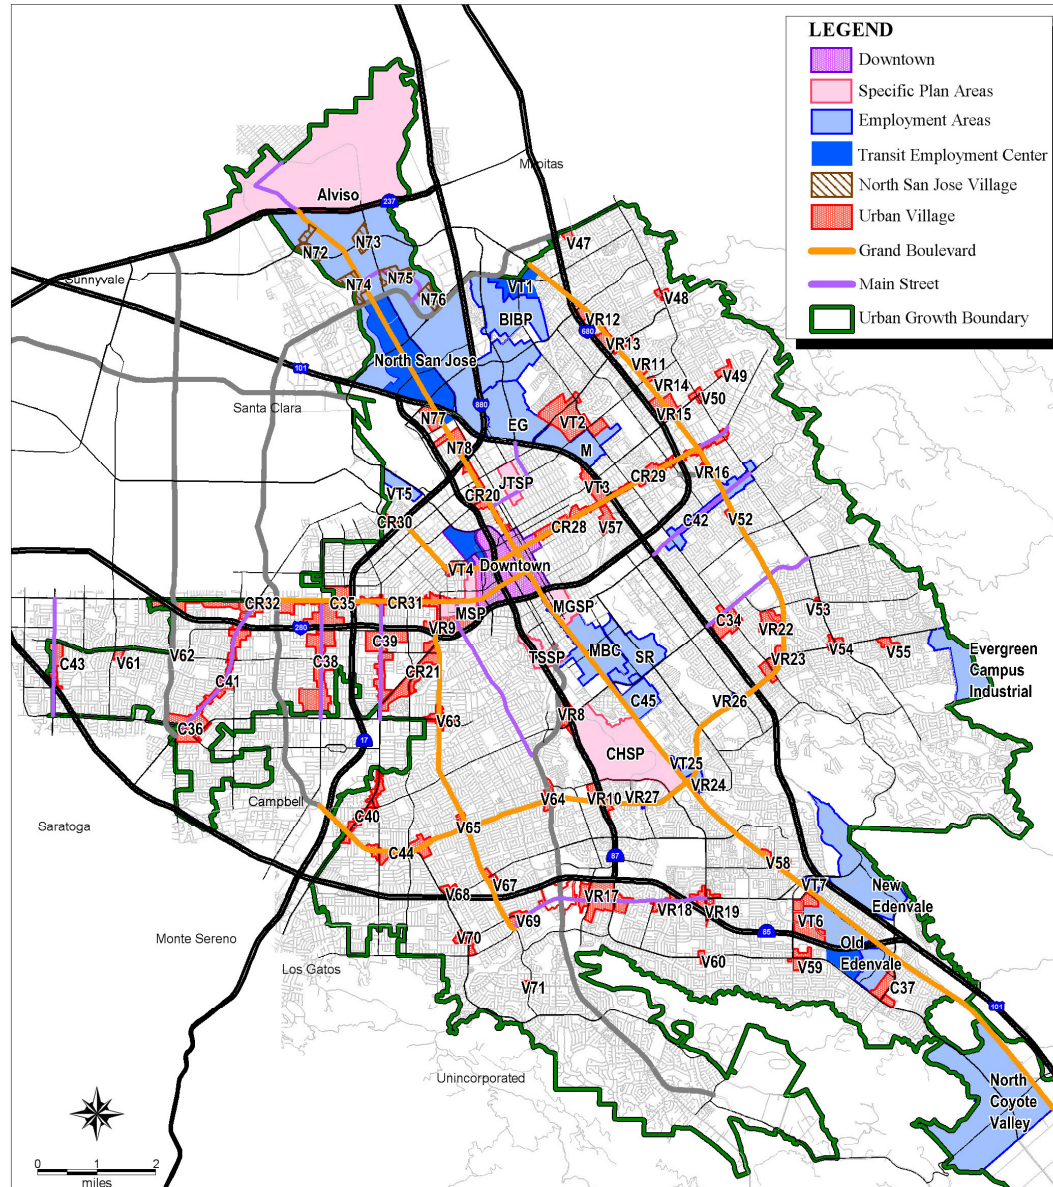 LEGEND
Downtown
Specific Plan Areas
Employment Areas
Transit Employment Center
North San Jose Village
Urban Village
Grand Boulevard
Main Street
Urban Growth Boundary
Milpitas
Alviso
237
N72
N73
V47
Sunnyvale
N74
N75
N76
VT1
V48
BIBP
VR12
680
VR13
North San Jose
101
VR11
V49
VR14
Santa Clara
880
V50
N77
EG
VT2
VR15
N78
M
VR16
JTSP
VT3
CR29
VT5
CR20
CR30
CR28
V57
C42
V52
VT4
Downtown
CR32
C35
CR31
MSP
MGSP
V53
280
VR9
C34
VR22
C39
TSSP
MBC
SR
V54
V55
Evergreen
Campus
Industrial
C43
V61
V62
C38
CR21
VR23
C41
C45
VR26
C36
V63
VR8
17
CHSP
VT25
VR24
Campbell
V64
VR10
VR27
Saratoga
C40
V65
C44
87
V58
V68
V67
VT7
New
Edenvale
VR17
VR18
VR19
V69
VT6
85
Monte Sereno
V70
Old
Edenvale
Los Gatos
V60
V59
V71
C37
101
Unincorporated
North
Coyote
Valley
0 1 2
miles